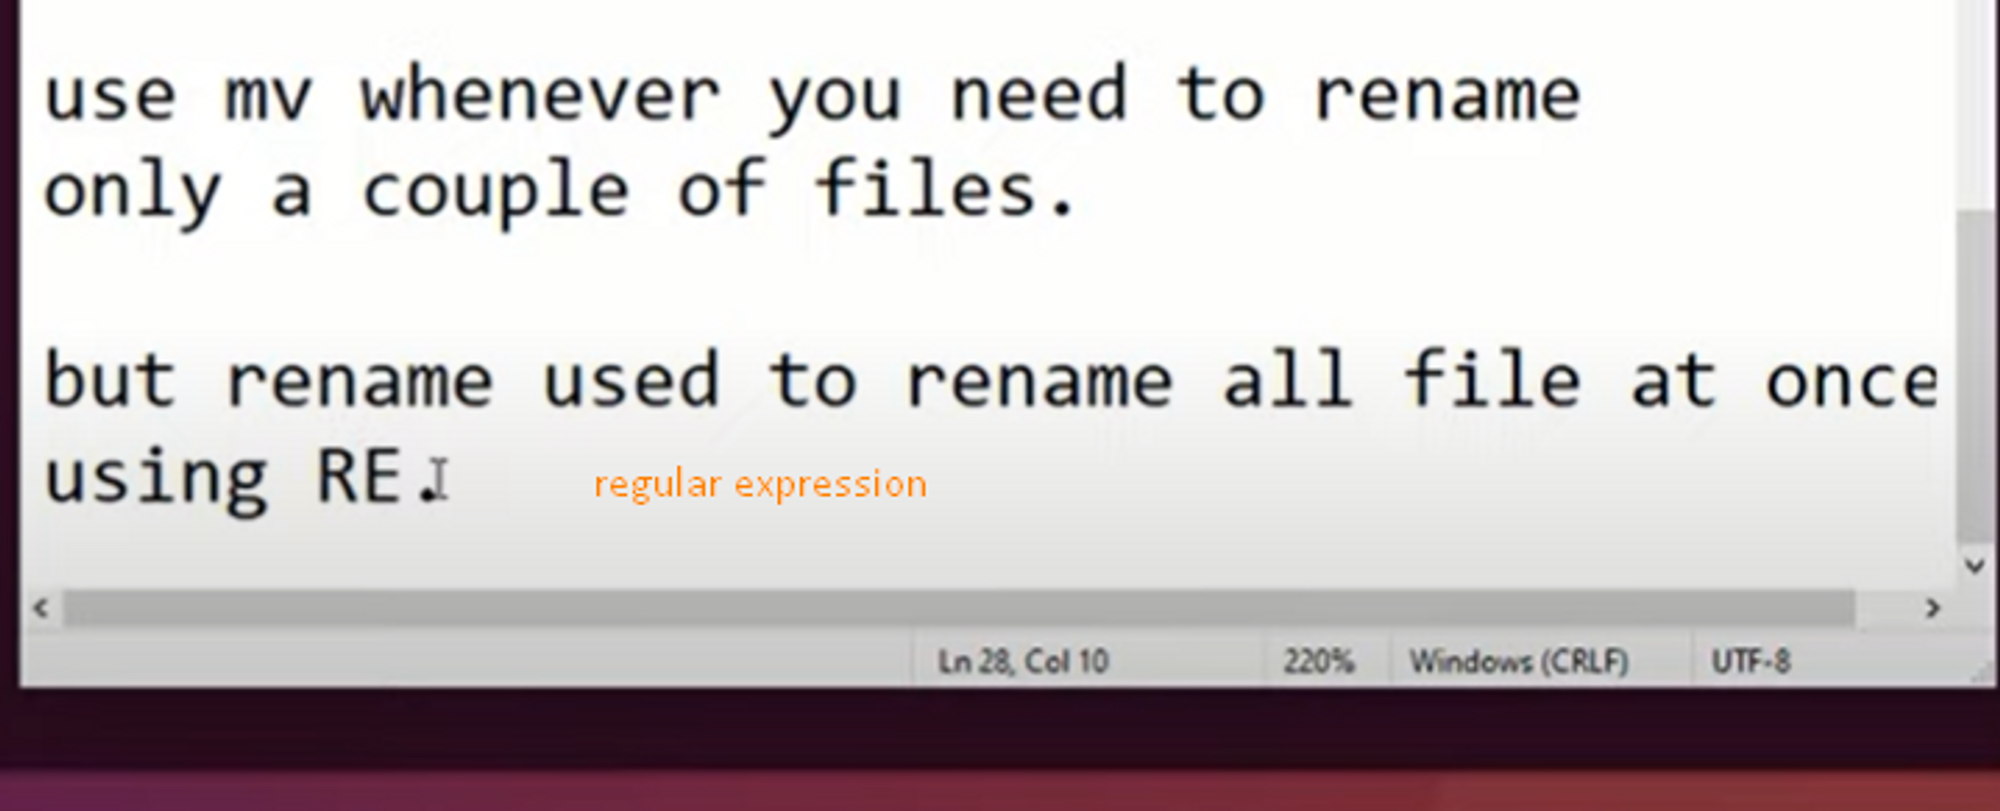 use mv whenever you need to rename
only a couple of files.
but rename used to rename all file at once
using RE.
regular expression
Ln 28, Col 10
220%
Windows (CRLF)
UTF-8